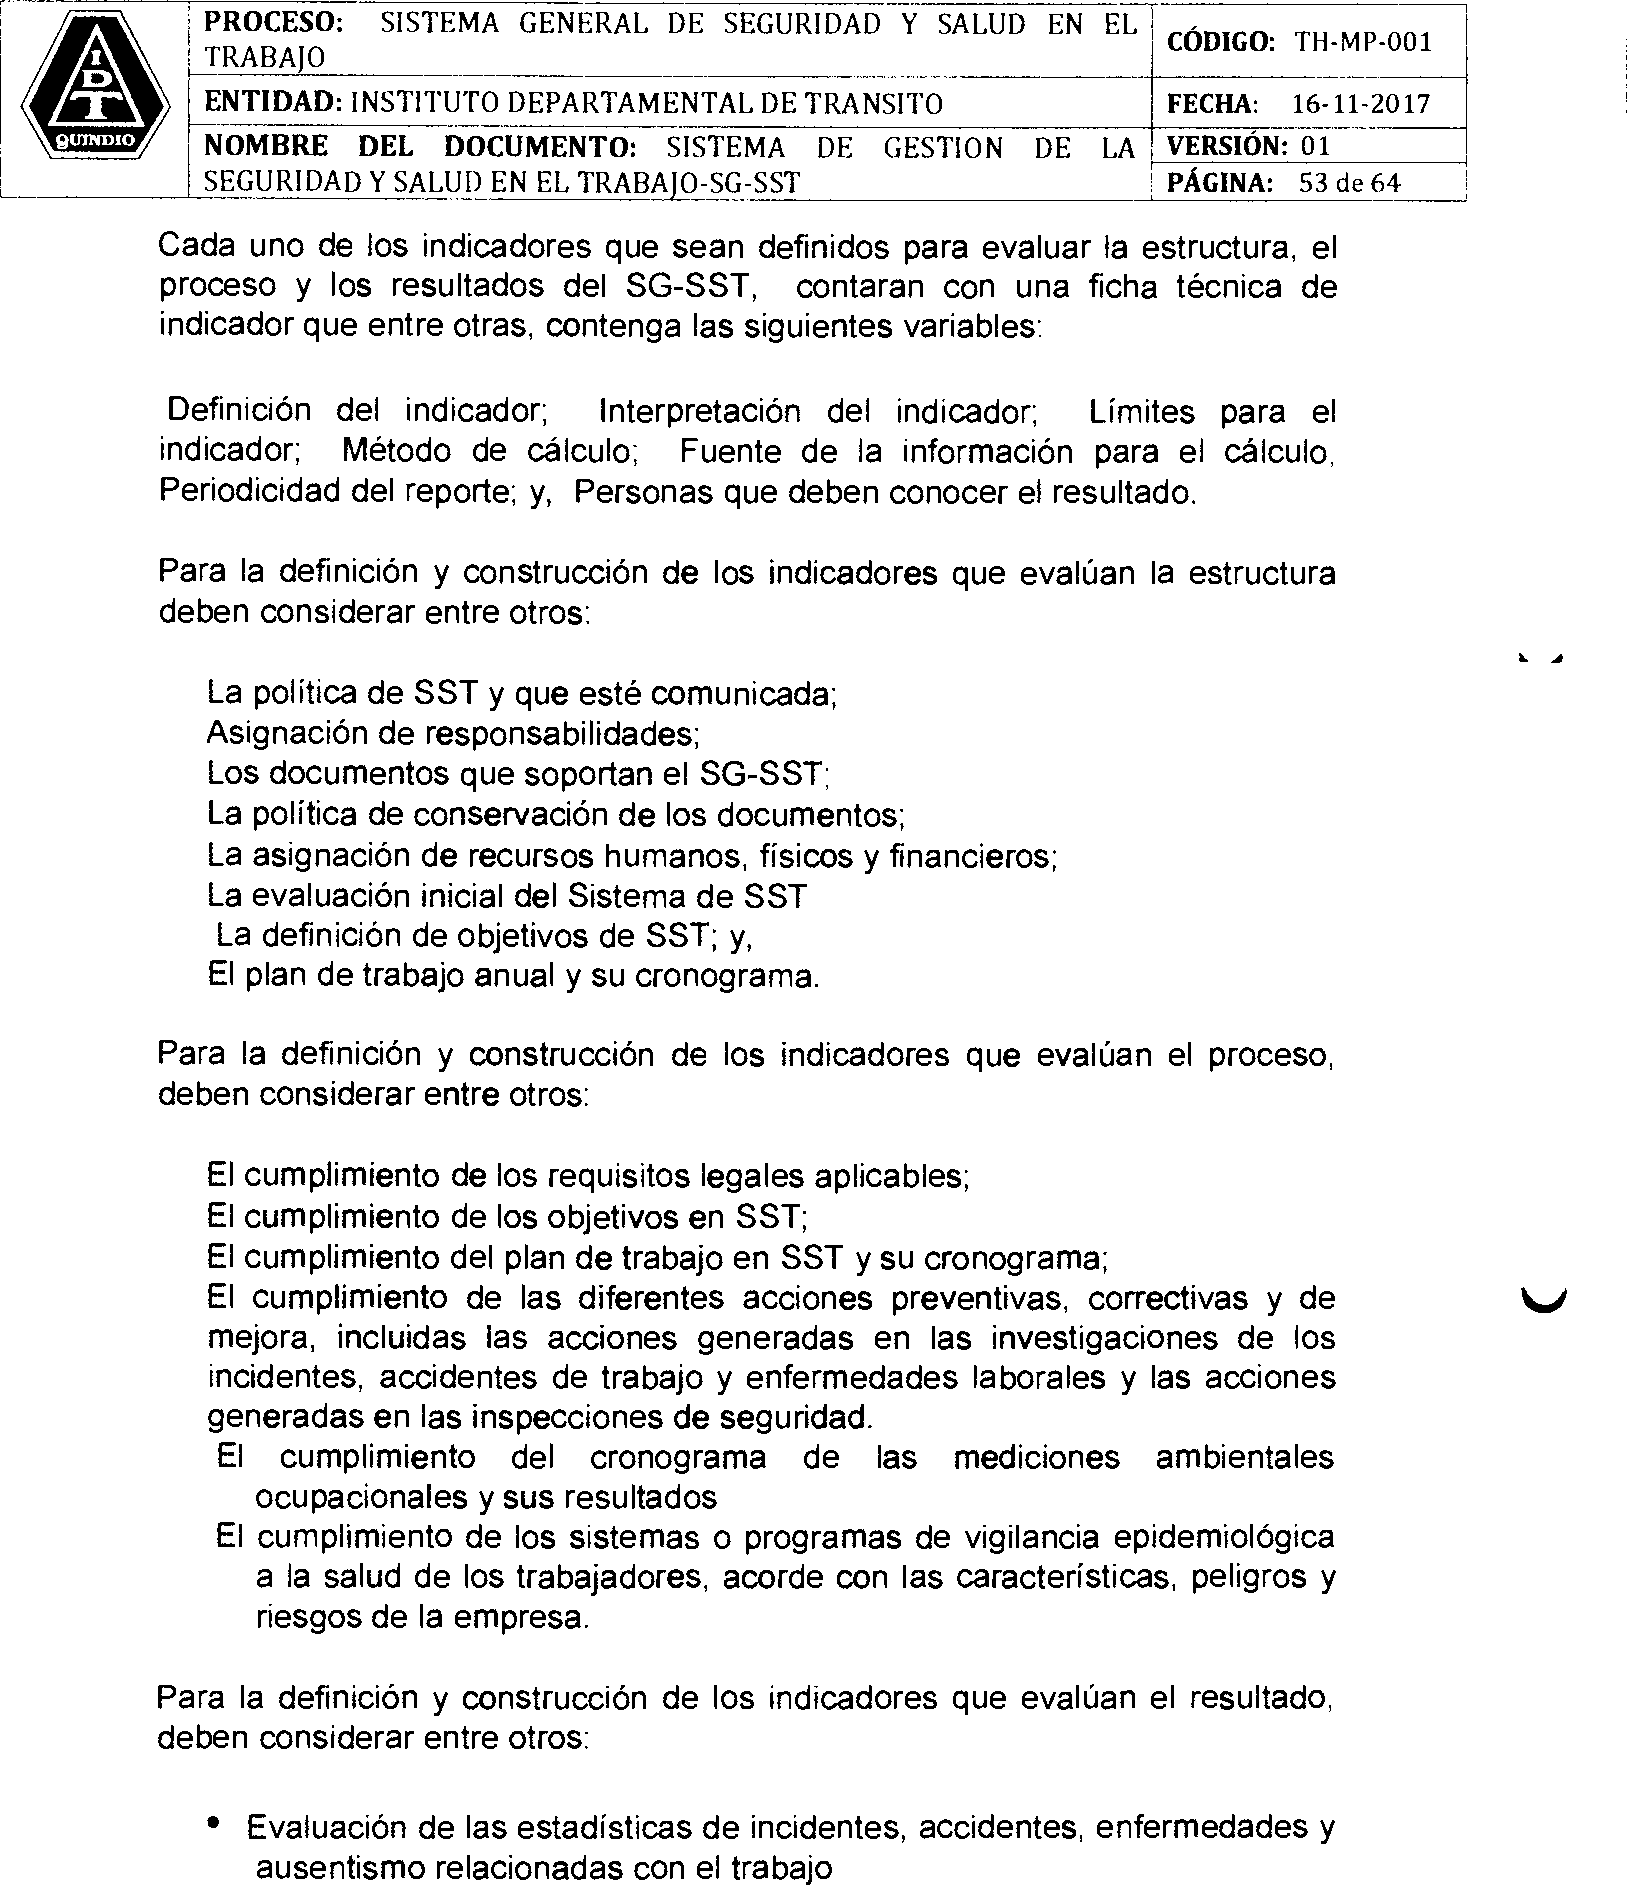 IDT
QUINDIO
PROCESO: SISTEMA GENERAL DE SEGURIDAD Y SALUD EN EL
TRABAJO
CÓDIGO: TH-MP-001
ENTIDAD: INSTITUTO DEPARTAMENTAL DE TRANSITO
FECHA: 16-11-2017
NOMBRE DEL DOCUMENTO: SISTEMA DE GESTION DE LA
SEGURIDAD Y SALUD EN EL TRABAJO-SG-SST
VERSIÓN: 01
PÁGINA: 53 de 64
Cada uno de los indicadores que sean definidos para evaluar la estructura, el
proceso y los resultados del SG-SST, contaran con una ficha técnica de
indicador que entre otras, contenga las siguientes variables:
Definición del indicador; Interpretación del indicador; Límites para el
indicador; Método de cálculo; Fuente de la información para el cálculo,
Periodicidad del reporte; y, Personas que deben conocer el resultado.
Para la definición y construcción de los indicadores que evalúan la estructura
deben considerar entre otros:
La política de SST y que esté comunicada;
Asignación de responsabilidades;
Los documentos que soportan el SG-SST;
La política de conservación de los documentos;
La asignación de recursos humanos, físicos y financieros;
La evaluación inicial del Sistema de SST
La definición de objetivos de SST; y,
El plan de trabajo anual y su cronograma.
Para la definición y construcción de los indicadores que evalúan el proceso,
deben considerar entre otros:
El cumplimiento de los requisitos legales aplicables;
El cumplimiento de los objetivos en SST;
El cumplimiento del plan de trabajo en SST y su cronograma;
El cumplimiento de las diferentes acciones preventivas, correctivas y de
mejora, incluidas las acciones generadas en las investigaciones de los
incidentes, accidentes de trabajo y enfermedades laborales y las acciones
generadas en las inspecciones de seguridad.
El cumplimiento del cronograma de las mediciones ambientales
ocupacionales y sus resultados
El cumplimiento de los sistemas o programas de vigilancia epidemiológica
a la salud de los trabajadores, acorde con las características, peligros y
riesgos de la empresa.
Para la definición y construcción de los indicadores que evalúan el resultado,
deben considerar entre otros:
• Evaluación de las estadísticas de incidentes, accidentes, enfermedades y
ausentismo relacionadas con el trabajo